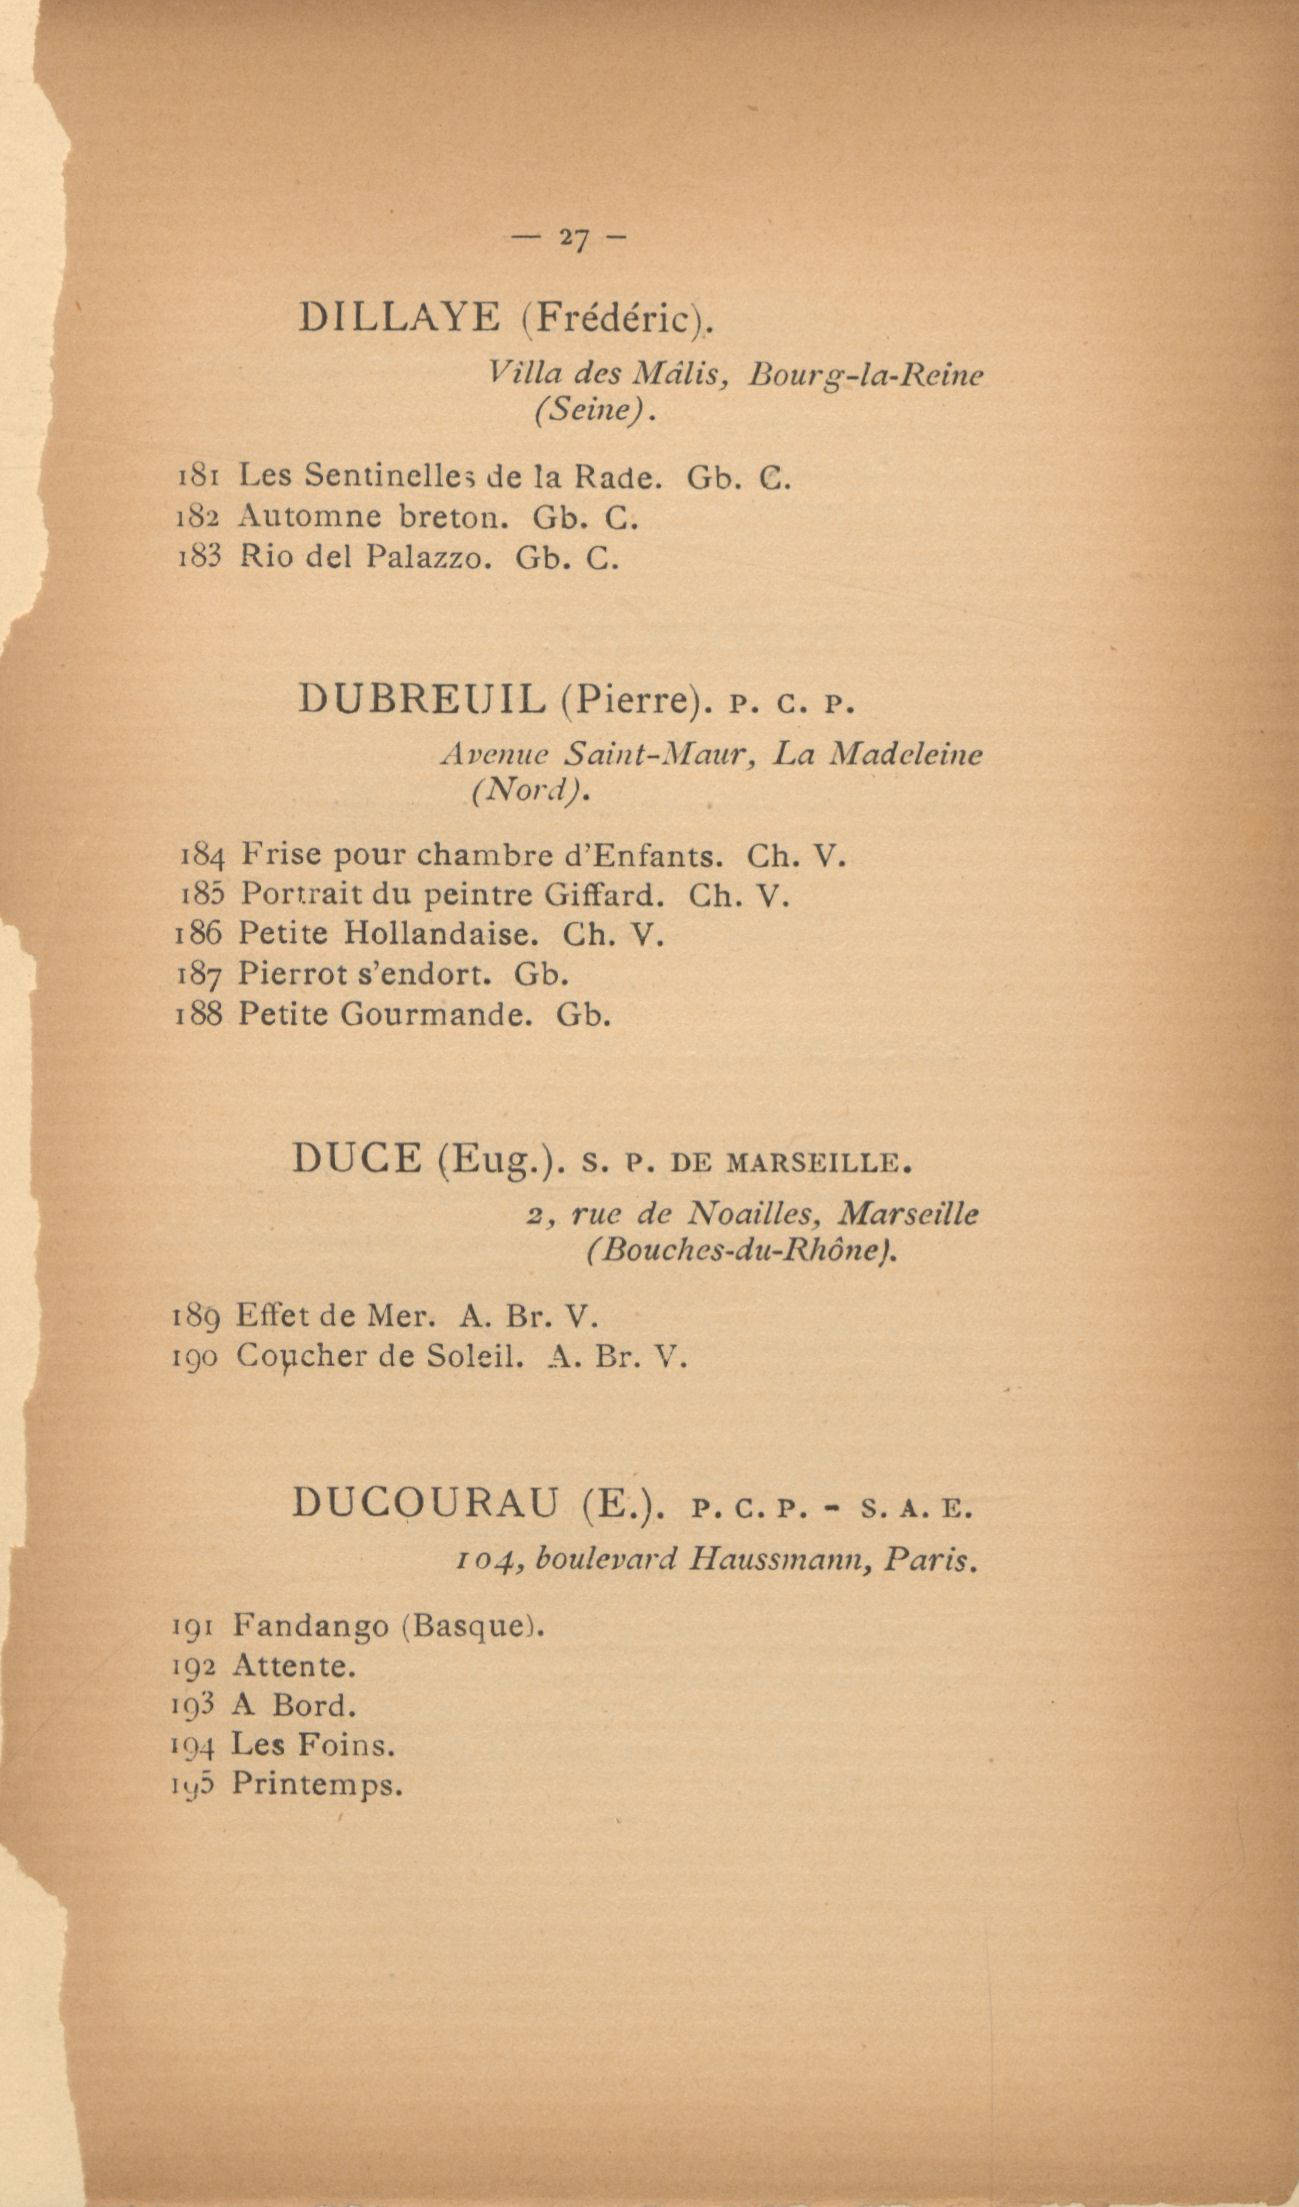 — 27 —
DILLAYE (Frédéric).
Villa des Mâlis, Bourg-la-Reine
(Seine).
181 Les Sentinelles de la Rade. Gb. C.
182 Automne breton. Gb. C.
183 Rio del Palazzo. Gb. C.
DUBREUIL (Pierre). P. C. P.
Avenue Saint-Maur, La Madeleine
(Nord).
184 Frise pour chambre d'Enfants. Ch. V.
185 Portrait du peintre Giffard. Ch. V.
186 Petite Hollandaise. Ch. V.
187 Pierrot s'endort. Gb.
188 Petite Gourmande. Gb.
DUCE (Eug.). S. P. DE MARSEILLE.
2, rue de Noailles, Marseille
(Bouches-du-Rhône).
189 Effet de Mer. A. Br. V.
190 Coucher de Soleil. A. Br. V.
DUCOURAU (E.). P. C. P. - S. A. E.
104, boulevard Haussmann, Paris.
191 Fandango (Basque).
192 Attente.
193 A Bord.
194 Les Foins.
195 Printemps.